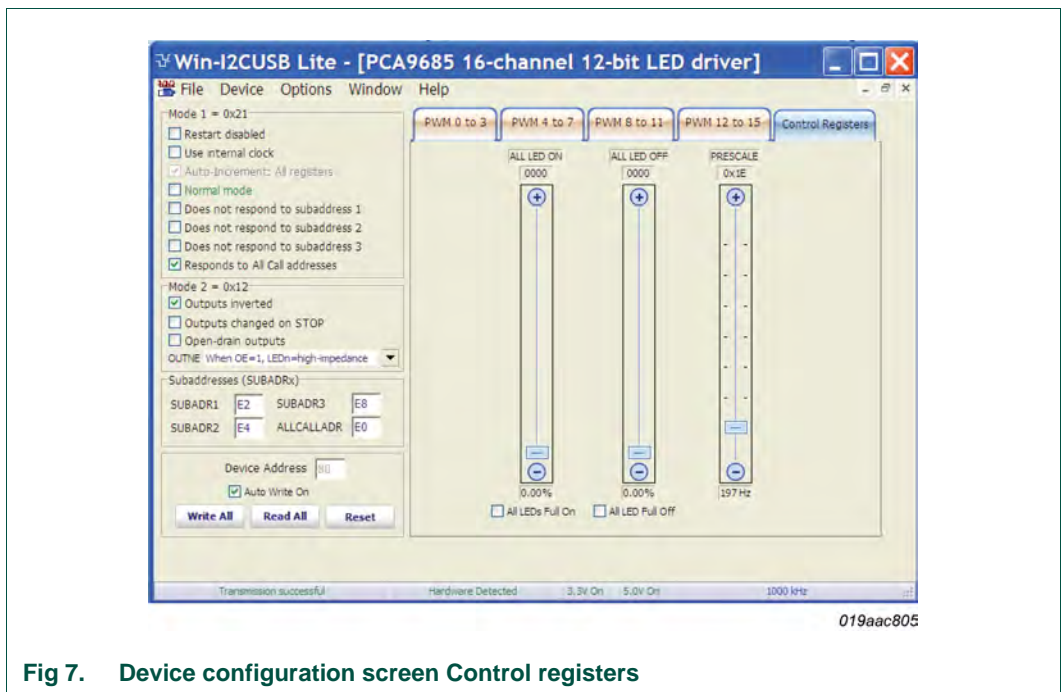 Win-I2CUSB Lite - [PCA9685 16-channel 12-bit LED driver]
File Device Options Window Help
Mode 1 = 0x21
Restart disabled
Use internal clock
Auto-Increment: All registers
Normal mode
Does not respond to subaddress 1
Does not respond to subaddress 2
Does not respond to subaddress 3
Responds to All Call addresses
Mode 2 = 0x12
Outputs inverted
Outputs changed on STOP
Open-drain outputs
OUTNE When OE=1, LEDn=high-impedance
Subaddresses (SUBADRx)
SUBADR1 E2 SUBADR3 E8
SUBADR2 E4 ALLCALLADR E0
Device Address 80
Auto Write On
Write All Read All Reset
PWM 0 to 3 PWM 4 to 7 PWM 8 to 11 PWM 12 to 15 Control Registers
ALL LED ON ALL LED OFF PRESCALE
0000 0000 0x1E
0.00% 0.00% 197 Hz
All LEDs Full On All LED Full Off
Transmission successful Hardware Detected 3.3V On 5.0V On 1000 kHz
019aac805
Fig 7. Device configuration screen Control registers